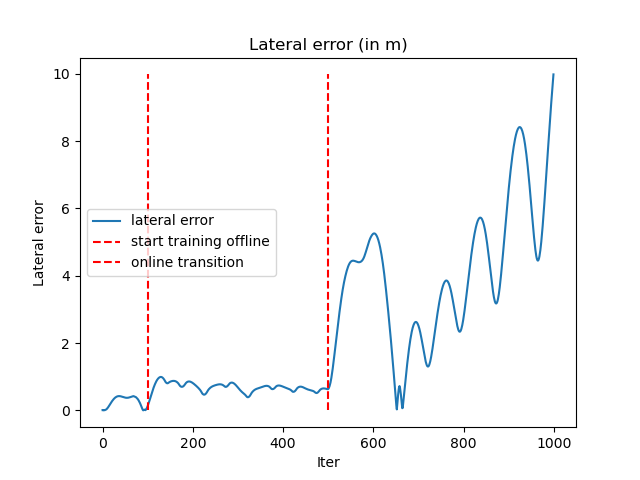 Lateral error (in m)
10
8
6
4
2
0
Lateral error
lateral error
start training offline
online transition
0
200
400
600
800
1000
Iter